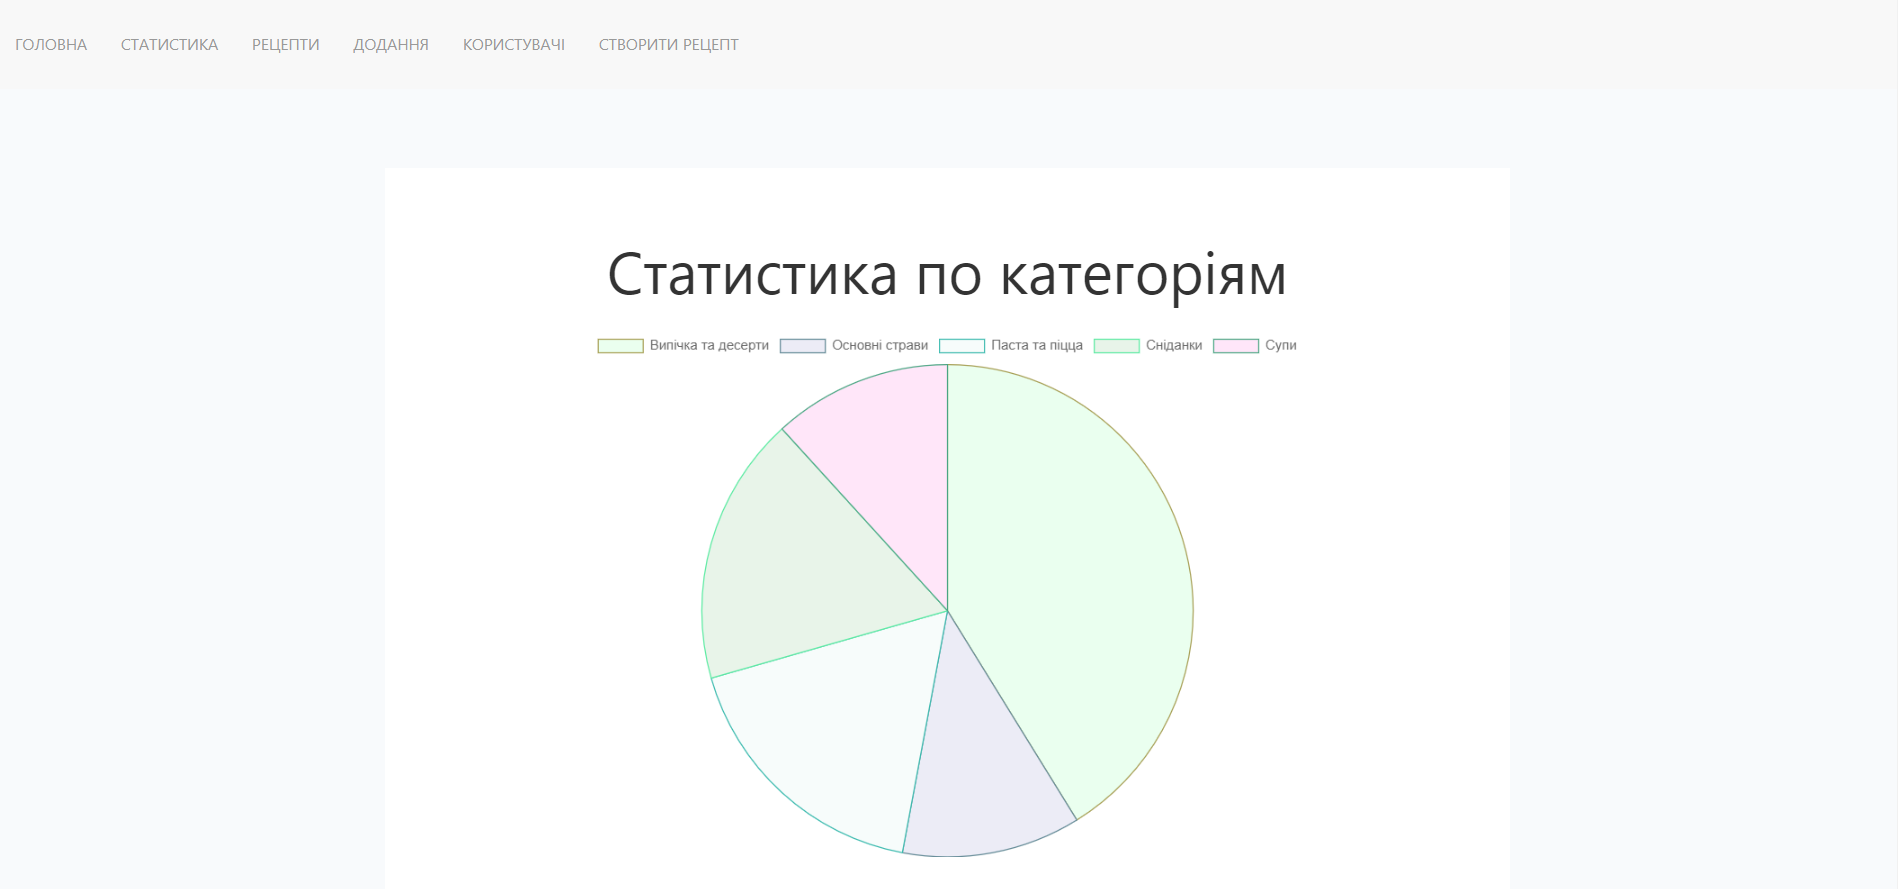 ГОЛОВНА СТАТИСТИКА РЕЦЕПТИ ДОДАННЯ КОРИСТУВАЧІ СТВОРИТИ РЕЦЕПТ
Статистика по категоріям
Випічка та десерти Основні страви Паста та піцца Сніданки Супи